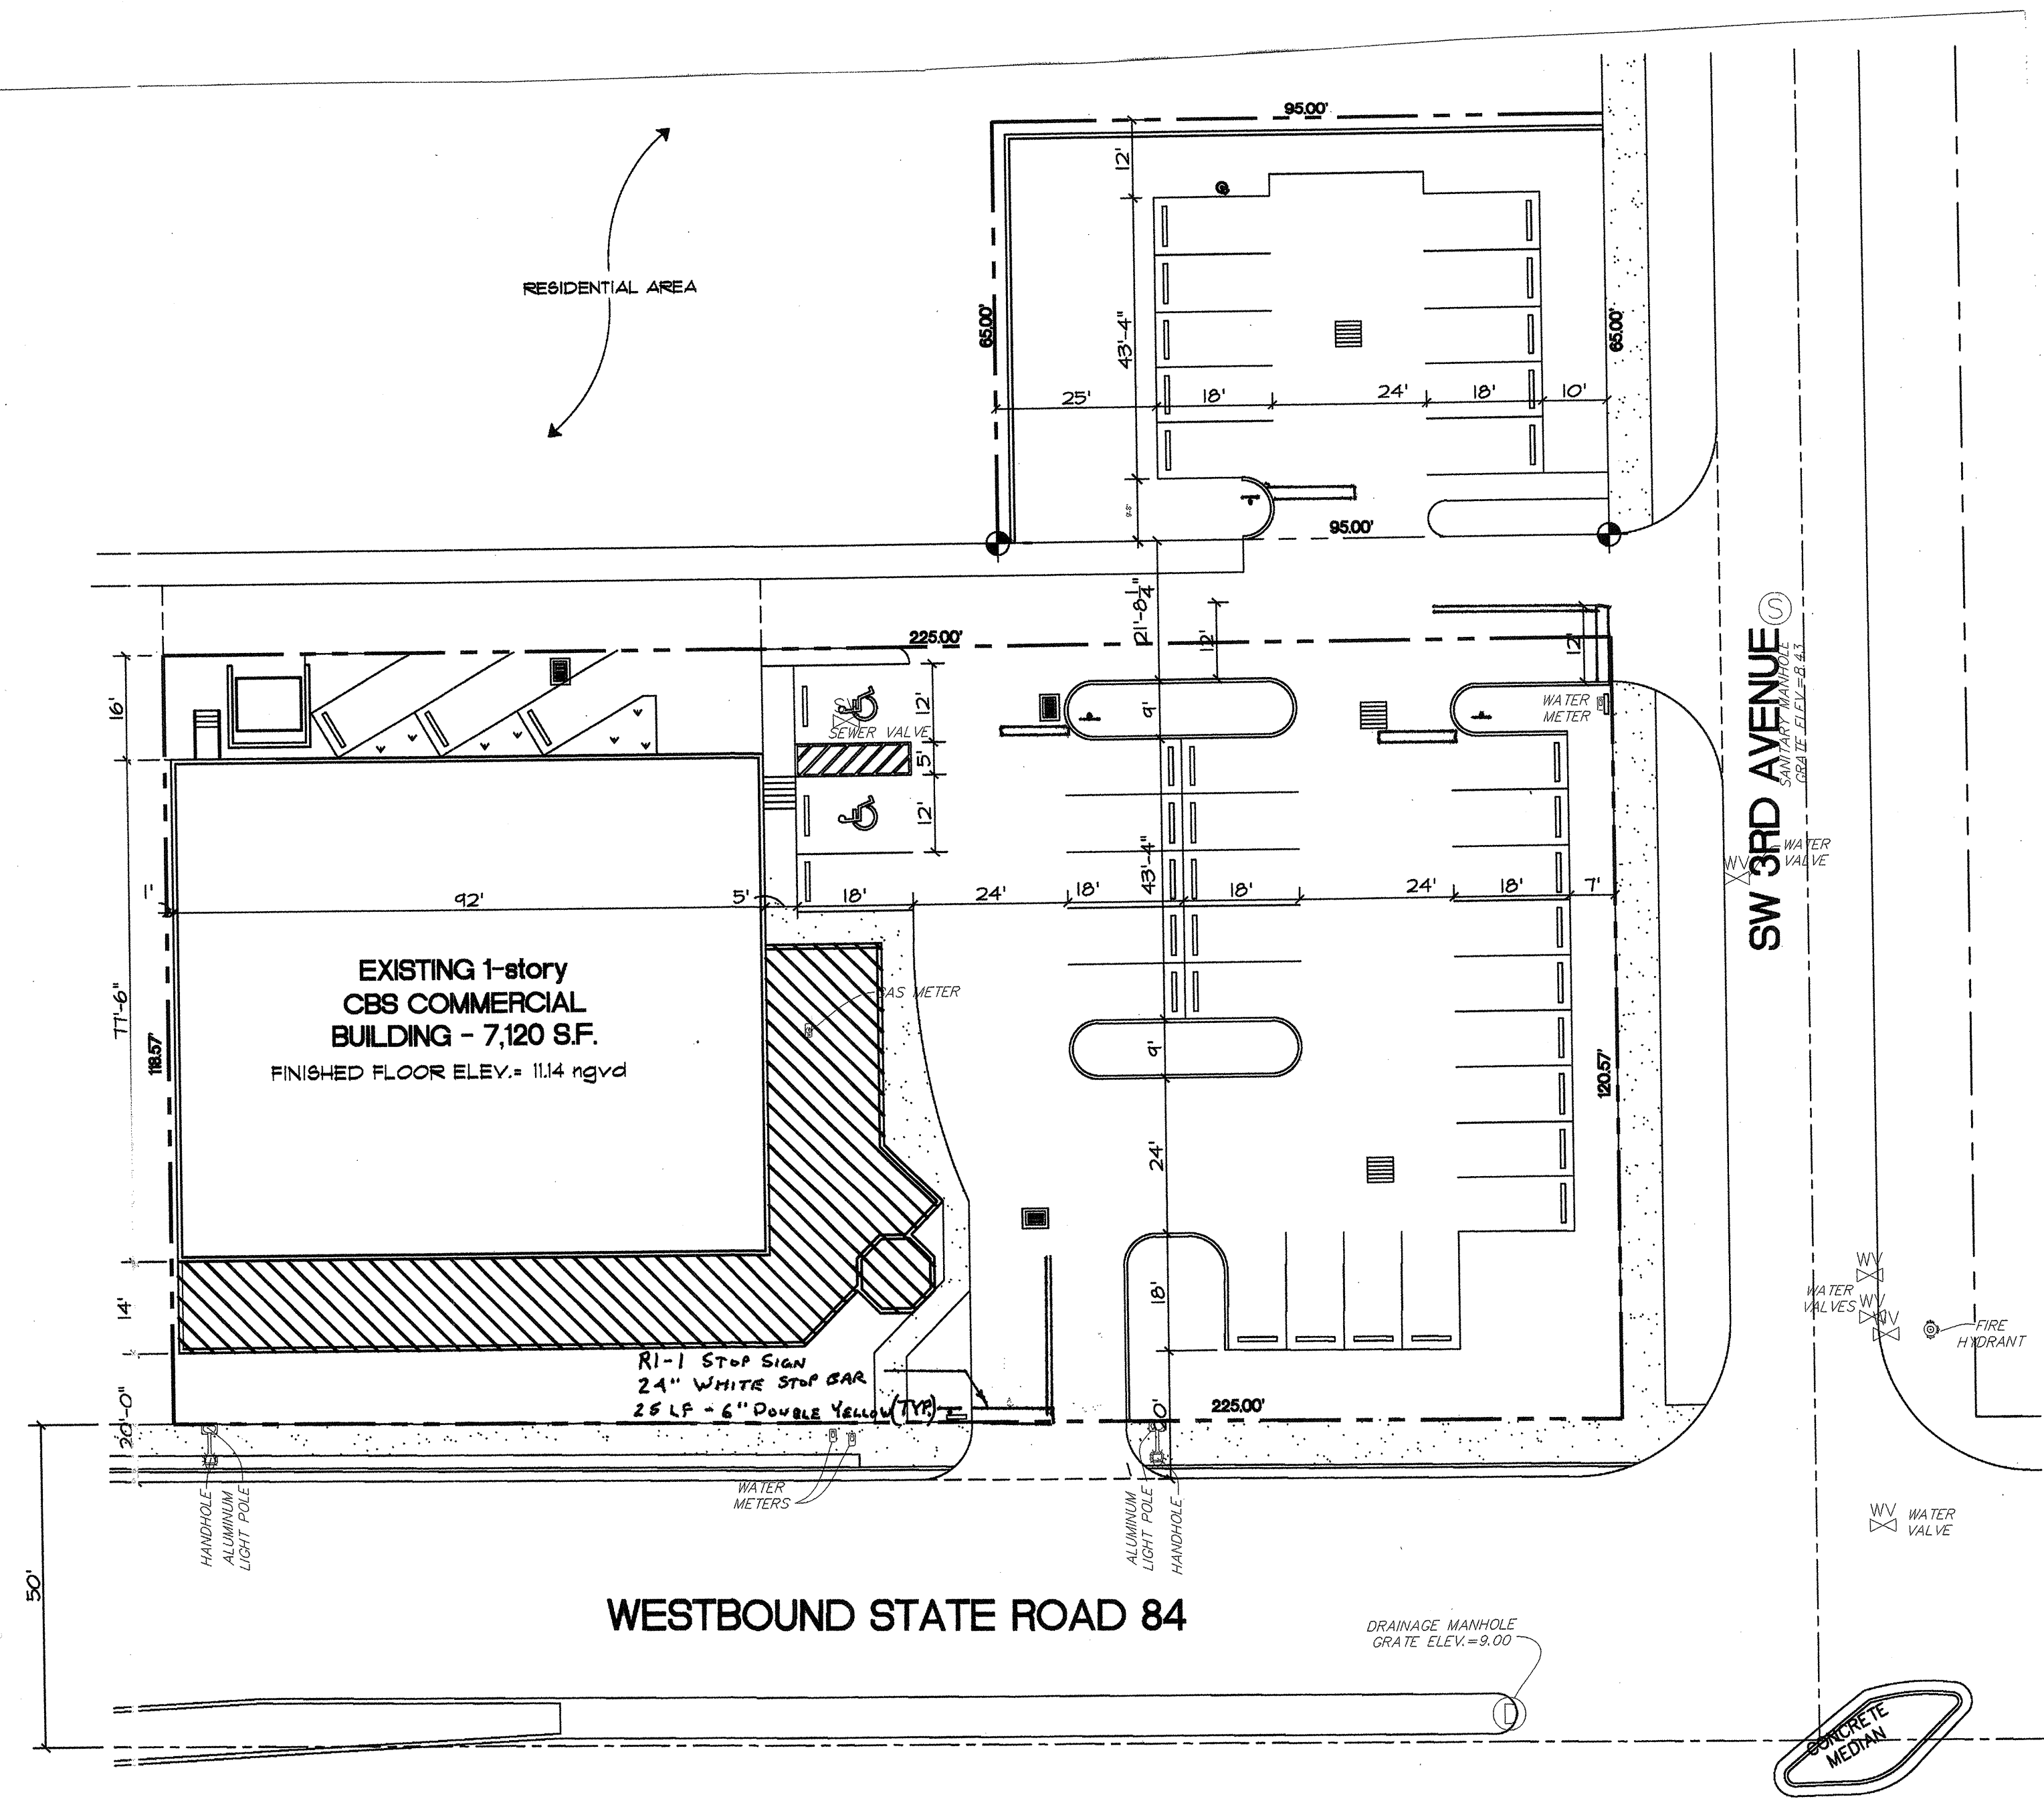 95.00'
12'
RESIDENTIAL AREA
65.00'
43'-4"
65.00'
25'
18'
24'
18'
10'
95.00'
21'-8 1/4"
12'
12'
225.00'
S
SW 3RD AVENUE
SANITARY MANHOLE
GRATE ELEV.=8.43
16'
12'
SV
SEWER VALVE
5'
12'
9'
WATER
METER
WV
WATER
VALVE
1'
92'
5'
18'
24'
18'
43'-4"
18'
24'
18'
7'
EXISTING 1-story
CBS COMMERCIAL
BUILDING - 7,120 S.F.
FINISHED FLOOR ELEV.= 11.14 ngvd
GAS METER
77'-6"
118.57'
9'
120.57'
24'
14'
18'
WV
WATER
VALVES
WV
WV
FIRE
HYDRANT
R1-1 STOP SIGN
24" WHITE STOP BAR
25 LF - 6" DOUBLE YELLOW (TYP.)
225.00'
20'-0"
20'
HANDHOLE
ALUMINUM
LIGHT POLE
WATER
METERS
ALUMINUM
LIGHT POLE
HANDHOLE
WV
WATER
VALVE
50'
WESTBOUND STATE ROAD 84
DRAINAGE MANHOLE
GRATE ELEV.=9.00
CONCRETE
MEDIAN